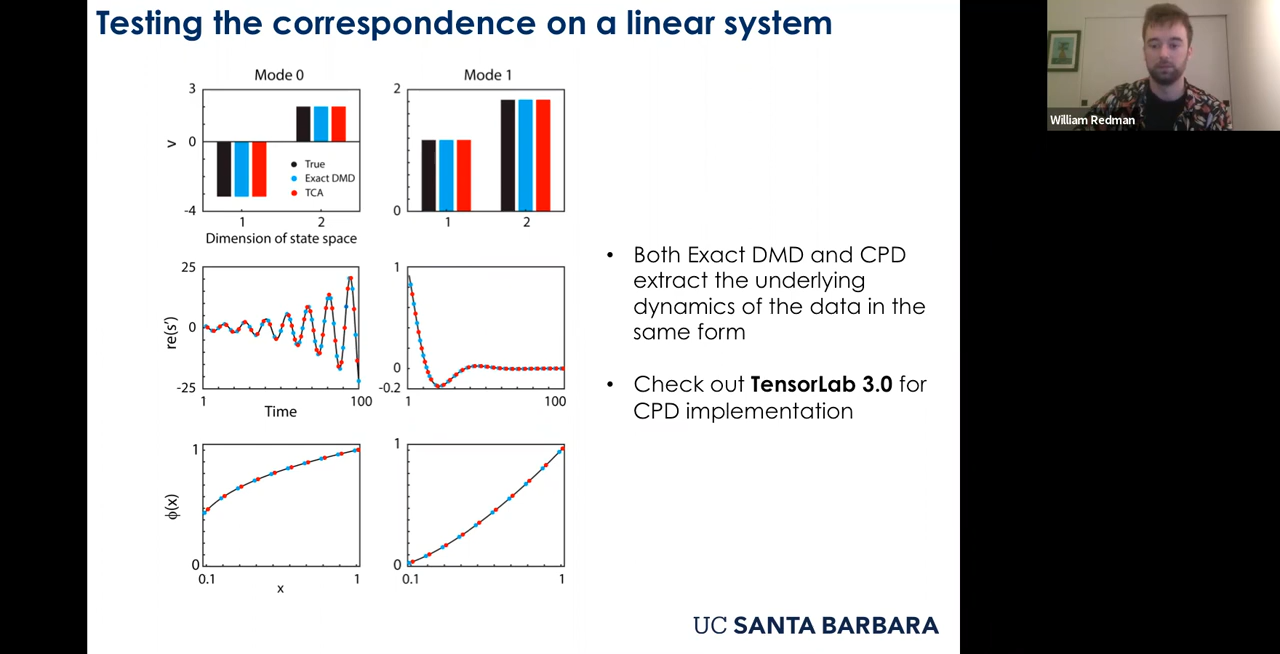 Testing the correspondence on a linear system
William Redman
Mode 0
Mode 1
3
0
-4
v
1
2
True
Exact DMD
TCA
Dimension of state space
2
0
1
2
25
0
-25
re(s')
1
100
Time
1
0
-0.2
1
100
1
0
ϕ(x)
0.1
1
x
1
0
0.1
1
• Both Exact DMD and CPD
extract the underlying
dynamics of the data in the
same form
• Check out TensorLab 3.0 for
CPD implementation
UC SANTA BARBARA